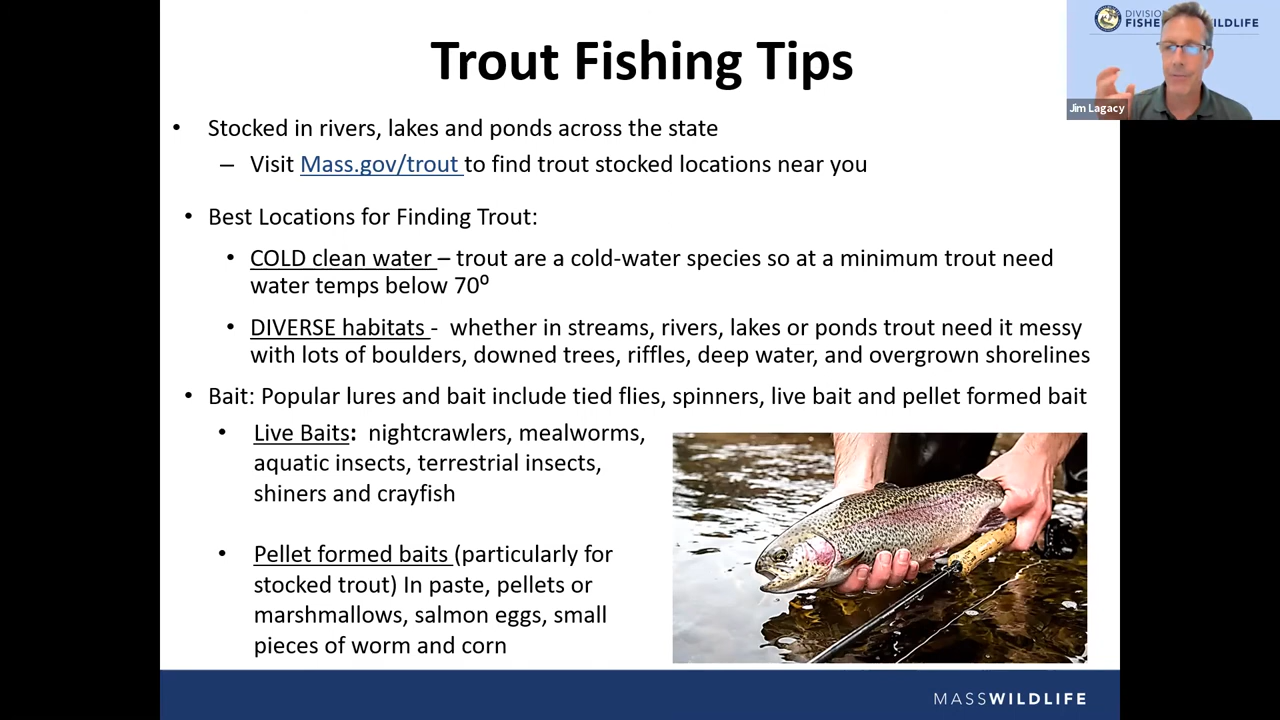 Trout Fishing Tips
• Stocked in rivers, lakes and ponds across the state
– Visit Mass.gov/trout to find trout stocked locations near you
• Best Locations for Finding Trout:
• COLD clean water – trout are a cold-water species so at a minimum trout need
water temps below 70⁰
• DIVERSE habitats - whether in streams, rivers, lakes or ponds trout need it messy
with lots of boulders, downed trees, riffles, deep water, and overgrown shorelines
• Bait: Popular lures and bait include tied flies, spinners, live bait and pellet formed bait
• Live Baits: nightcrawlers, mealworms,
aquatic insects, terrestrial insects,
shiners and crayfish
• Pellet formed baits (particularly for
stocked trout) In paste, pellets or
marshmallows, salmon eggs, small
pieces of worm and corn
MASSWILDLIFE
Jim Lagacy